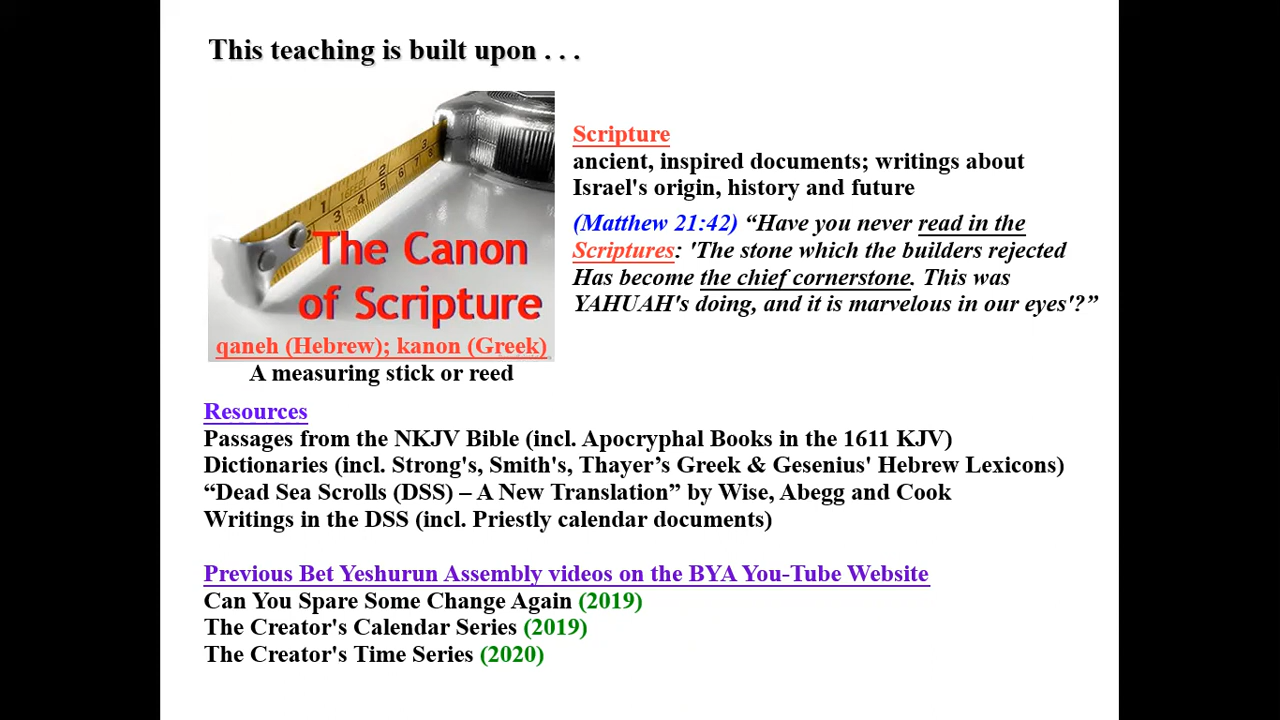 This teaching is built upon . . .
The Canon
of Scripture
qaneh (Hebrew); kanon (Greek)
A measuring stick or reed
Scripture
ancient, inspired documents; writings about
Israel's origin, history and future
(Matthew 21:42) “Have you never read in the
Scriptures: 'The stone which the builders rejected
Has become the chief cornerstone. This was
YAHUAH's doing, and it is marvelous in our eyes'?”
Resources
Passages from the NKJV Bible (incl. Apocryphal Books in the 1611 KJV)
Dictionaries (incl. Strong's, Smith's, Thayer’s Greek & Gesenius' Hebrew Lexicons)
“Dead Sea Scrolls (DSS) – A New Translation” by Wise, Abegg and Cook
Writings in the DSS (incl. Priestly calendar documents)
Previous Bet Yeshurun Assembly videos on the BYA You-Tube Website
Can You Spare Some Change Again (2019)
The Creator's Calendar Series (2019)
The Creator's Time Series (2020)